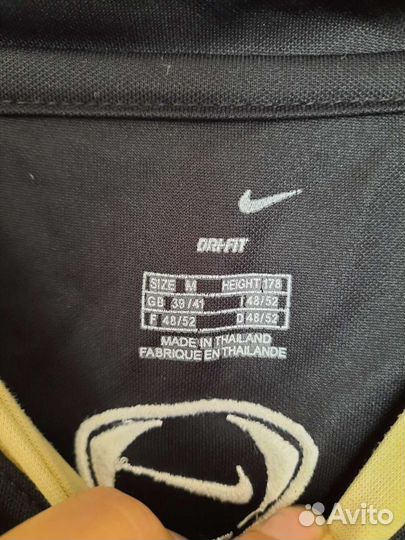 DRI-FIT
SIZE M HEIGHT 178
GB 39/41 I 48/52
F 48/52 D 48/52
MADE IN THAILAND
FABRIQUE EN THAILANDE
Avito